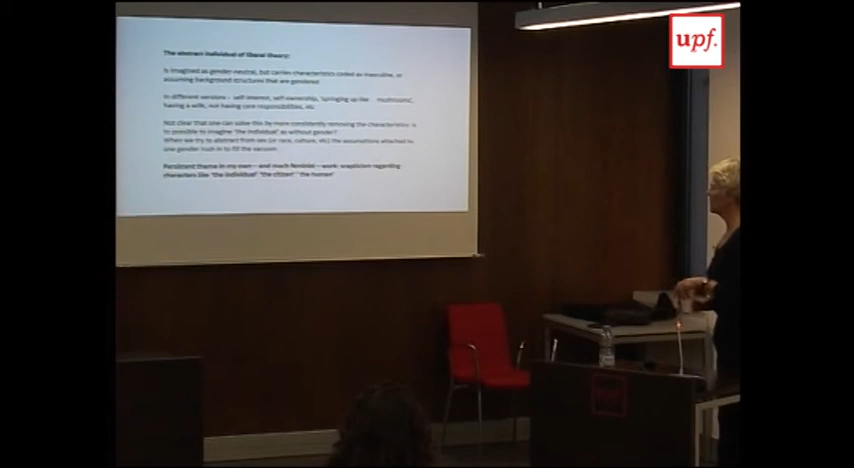 The abstract individual of liberal theory:
Is imagined as gender-neutral, but carries characteristics coded as masculine, or
assuming background structures that are gendered
In different versions – self-interest, self-ownership, 'springing up like mushrooms',
having a wife, not having care responsibilities, etc
Not clear that one can solve this by more consistently removing the characteristics: is
to possible to imagine 'the individual' as without gender?
When we try to abstract from sex (or race, culture, etc) the assumptions attached to
one gender rush in to fill the vacuum
Persistent theme in my own – and much feminist – work: scepticism regarding
characters like 'the individual' 'the citizen' 'the human'
upf.